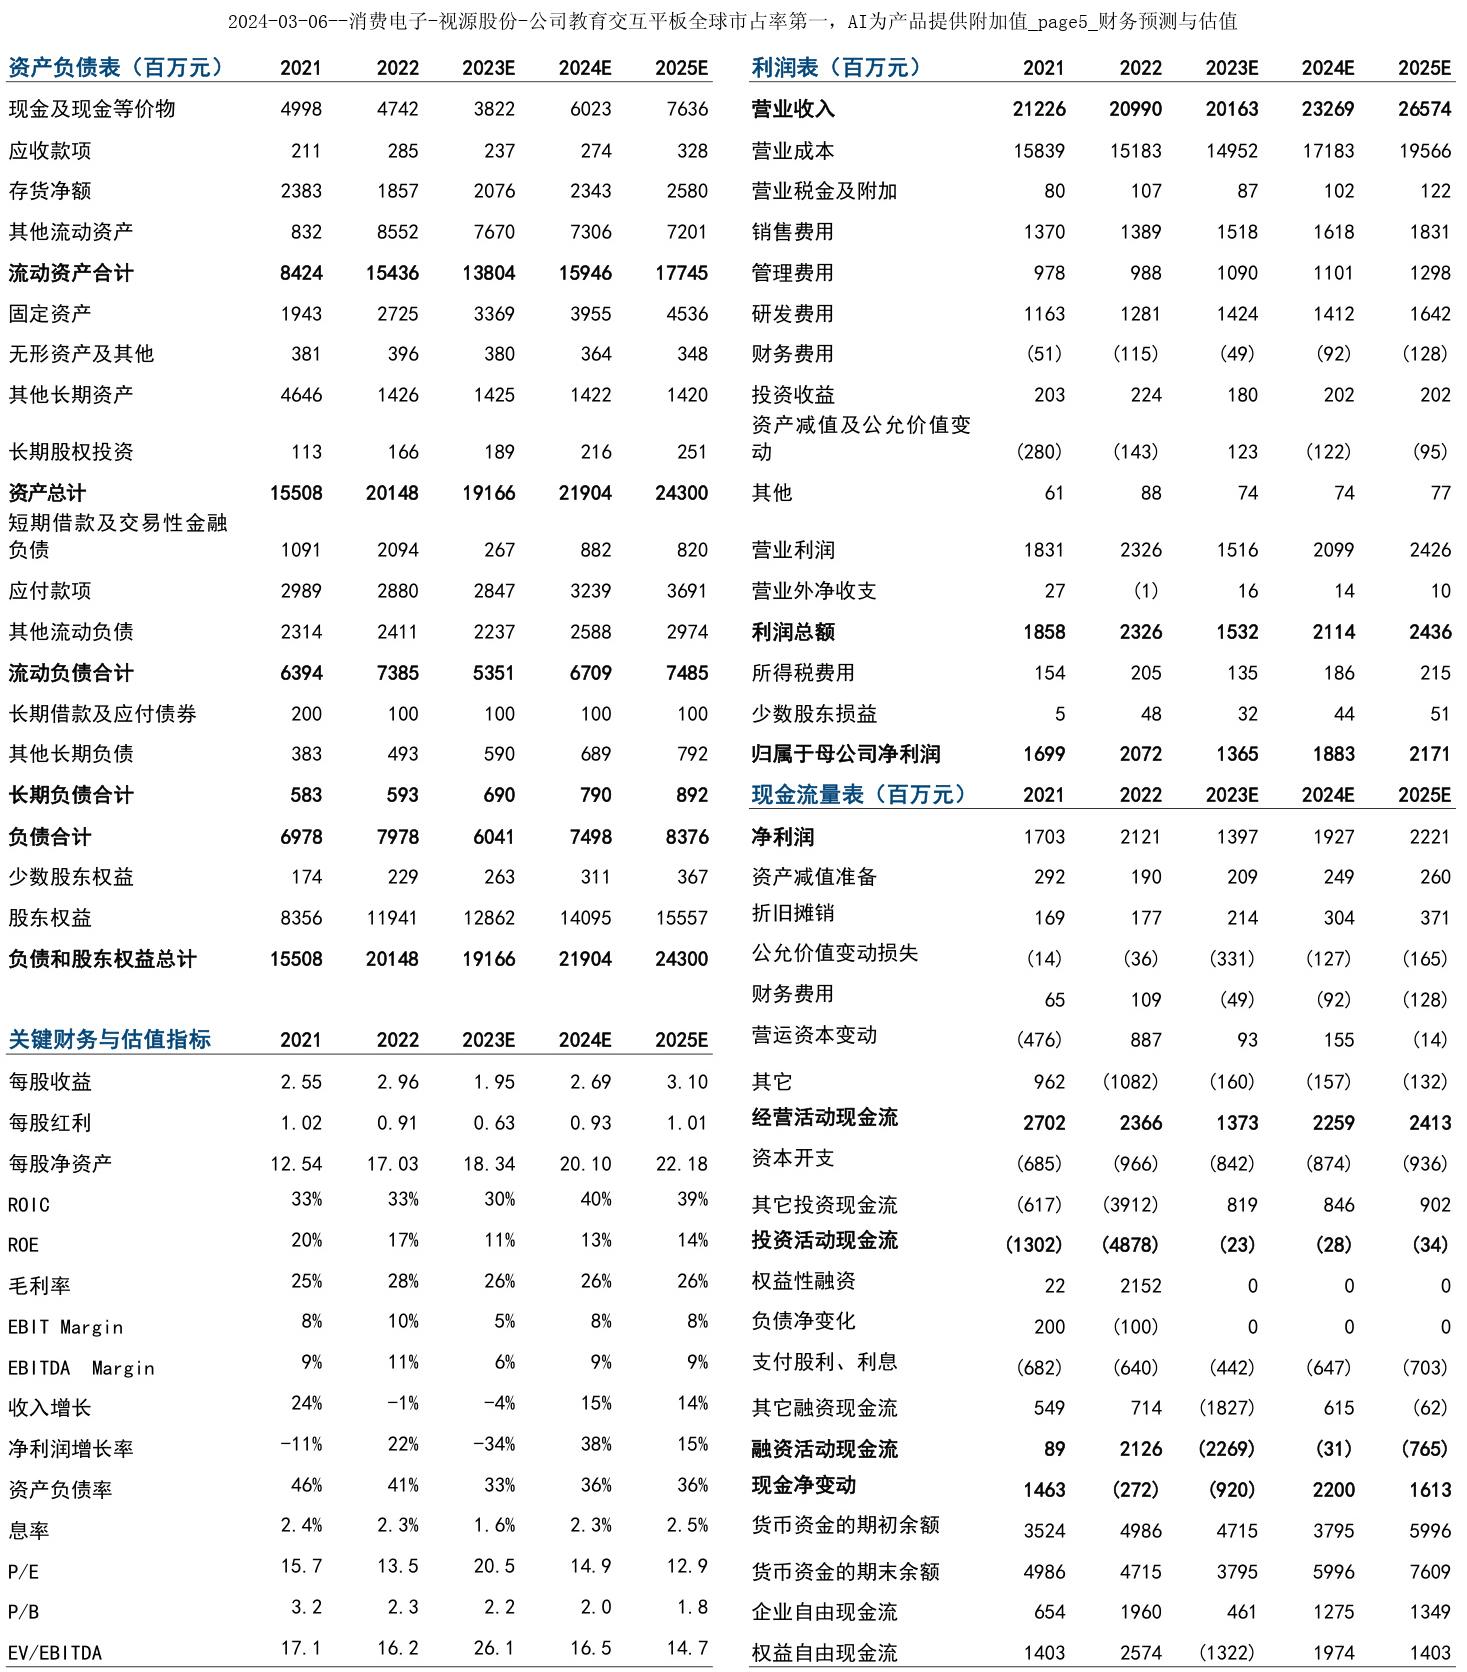 2024-03-06--消费电子-视源股份-公司教育交互平板全球市占率第一，AI为产品提供附加值_page5_财务预测与估值
资产负债表（百万元） 2021 2022 2023E 2024E 2025E
现金及现金等价物 4998 4742 3822 6023 7636
应收款项 211 285 237 274 328
存货净额 2383 1857 2076 2343 2580
其他流动资产 832 8552 7670 7306 7201
流动资产合计 8424 15436 13804 15946 17745
固定资产 1943 2725 3369 3955 4536
无形资产及其他 381 396 380 364 348
其他长期资产 4646 1426 1425 1422 1420
长期股权投资 113 166 189 216 251
资产总计 15508 20148 19166 21904 24300
短期借款及交易性金融
负债 1091 2094 267 882 820
应付款项 2989 2880 2847 3239 3691
其他流动负债 2314 2411 2237 2588 2974
流动负债合计 6394 7385 5351 6709 7485
长期借款及应付债券 200 100 100 100 100
其他长期负债 383 493 590 689 792
长期负债合计 583 593 690 790 892
负债合计 6978 7978 6041 7498 8376
少数股东权益 174 229 263 311 367
股东权益 8356 11941 12862 14095 15557
负债和股东权益总计 15508 20148 19166 21904 24300
关键财务与估值指标 2021 2022 2023E 2024E 2025E
每股收益 2.55 2.96 1.95 2.69 3.10
每股红利 1.02 0.91 0.63 0.93 1.01
每股净资产 12.54 17.03 18.34 20.10 22.18
ROIC 33% 33% 30% 40% 39%
ROE 20% 17% 11% 13% 14%
毛利率 25% 28% 26% 26% 26%
EBIT Margin 8% 10% 5% 8% 8%
EBITDA Margin 9% 11% 6% 9% 9%
收入增长 24% -1% -4% 15% 14%
净利润增长率 -11% 22% -34% 38% 15%
资产负债率 46% 41% 33% 36% 36%
息率 2.4% 2.3% 1.6% 2.3% 2.5%
P/E 15.7 13.5 20.5 14.9 12.9
P/B 3.2 2.3 2.2 2.0 1.8
EV/EBITDA 17.1 16.2 26.1 16.5 14.7
利润表（百万元） 2021 2022 2023E 2024E 2025E
营业收入 21226 20990 20163 23269 26574
营业成本 15839 15183 14952 17183 19566
营业税金及附加 80 107 87 102 122
销售费用 1370 1389 1518 1618 1831
管理费用 978 988 1090 1101 1298
研发费用 1163 1281 1424 1412 1642
财务费用 (51) (115) (49) (92) (128)
投资收益 203 224 180 202 202
资产减值及公允价值变
动 (280) (143) 123 (122) (95)
其他 61 88 74 74 77
营业利润 1831 2326 1516 2099 2426
营业外净收支 27 (1) 16 14 10
利润总额 1858 2326 1532 2114 2436
所得税费用 154 205 135 186 215
少数股东损益 5 48 32 44 51
归属于母公司净利润 1699 2072 1365 1883 2171
现金流量表（百万元） 2021 2022 2023E 2024E 2025E
净利润 1703 2121 1397 1927 2221
资产减值准备 292 190 209 249 260
折旧摊销 169 177 214 304 371
公允价值变动损失 (14) (36) (331) (127) (165)
财务费用 65 109 (49) (92) (128)
营运资本变动 (476) 887 93 155 (14)
其它 962 (1082) (160) (157) (132)
经营活动现金流 2702 2366 1373 2259 2413
资本开支 (685) (966) (842) (874) (936)
其它投资现金流 (617) (3912) 819 846 902
投资活动现金流 (1302) (4878) (23) (28) (34)
权益性融资 22 2152 0 0 0
负债净变化 200 (100) 0 0 0
支付股利、利息 (682) (640) (442) (647) (703)
其它融资现金流 549 714 (1827) 615 (62)
融资活动现金流 89 2126 (2269) (31) (765)
现金净变动 1463 (272) (920) 2200 1613
货币资金的期初余额 3524 4986 4715 3795 5996
货币资金的期末余额 4986 4715 3795 5996 7609
企业自由现金流 654 1960 461 1275 1349
权益自由现金流 1403 2574 (1322) 1974 1403